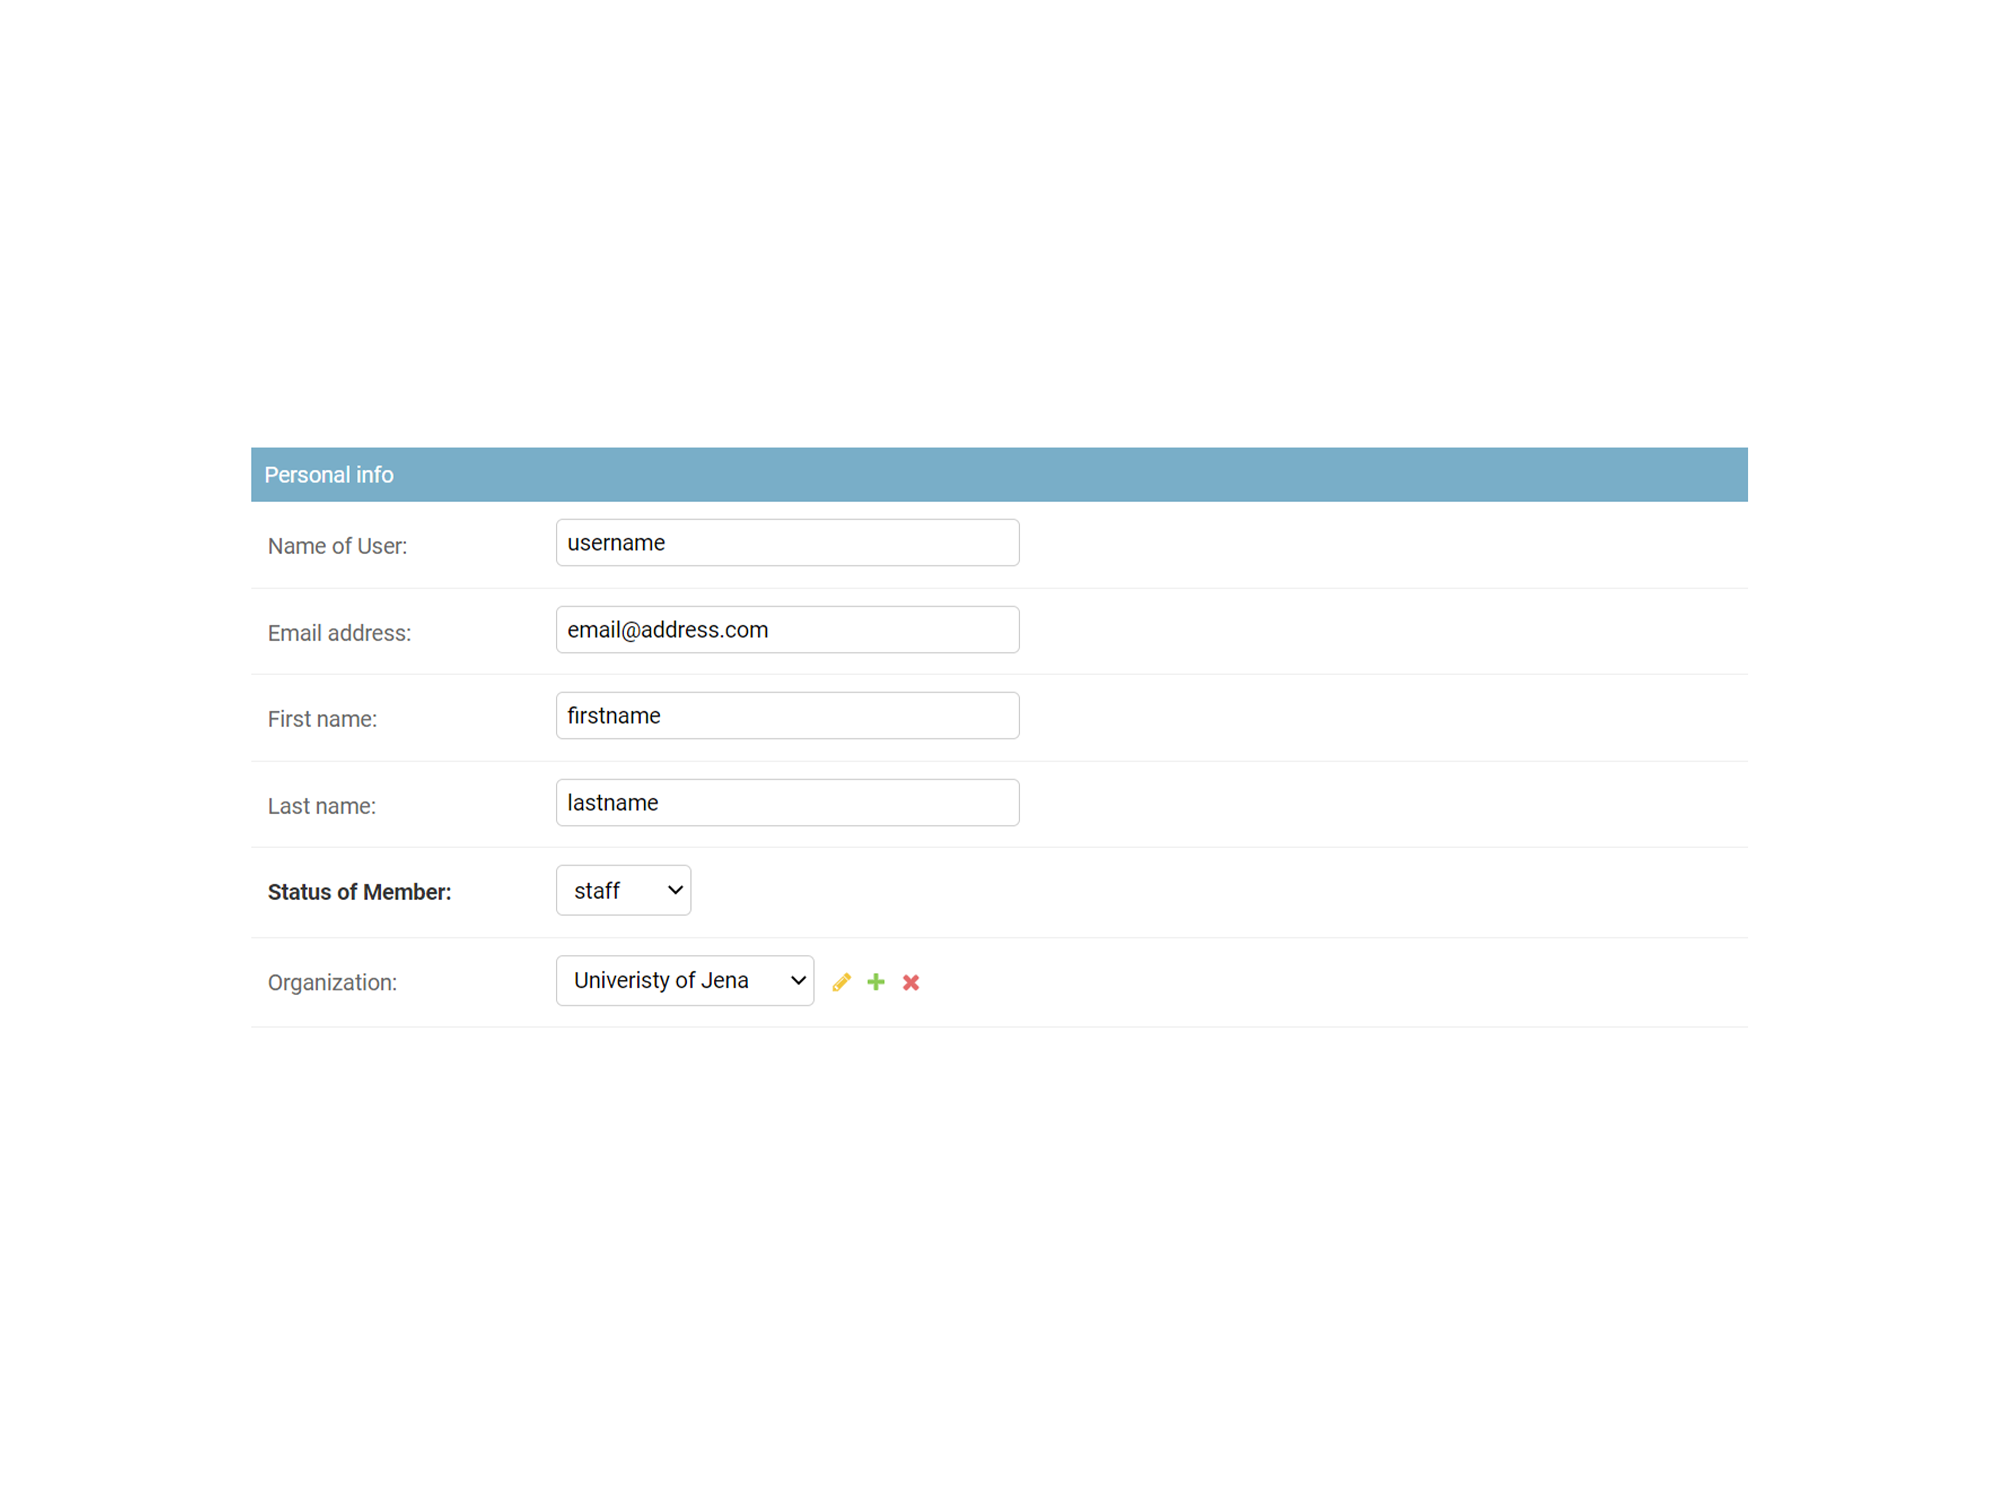 Personal info
Name of User: username
Email address: email@address.com
First name: firstname
Last name: lastname
Status of Member: staff
Organization: Univeristy of Jena